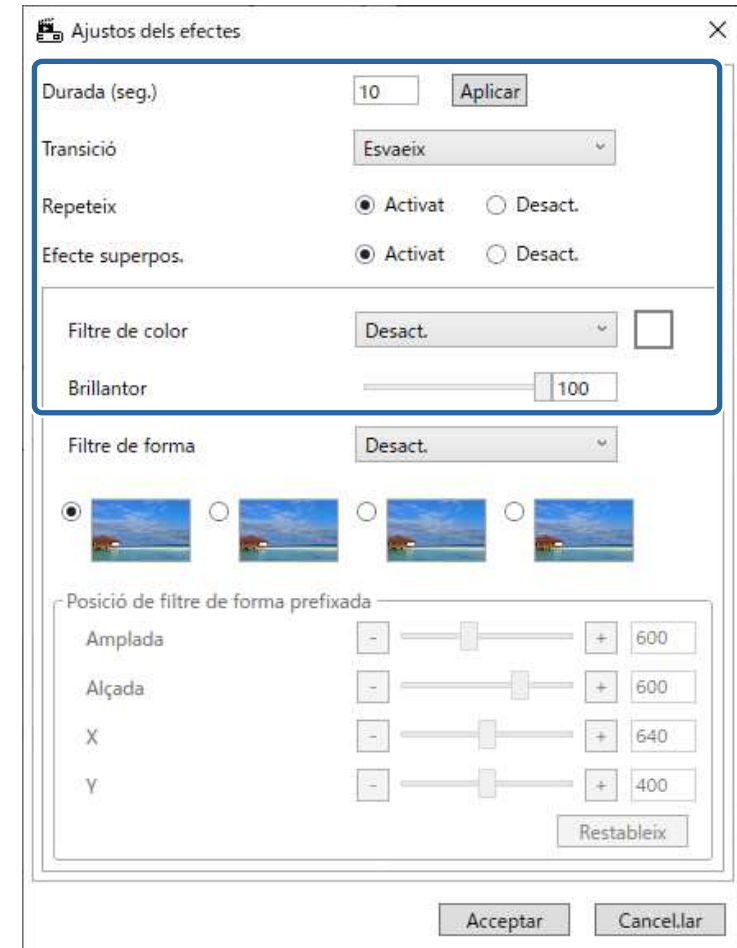 Ajustos dels efectes
Durada (seg.) 10 Aplicar
Transició Esvaeix
Repeteix Activat Desact.
Efecte superpos. Activat Desact.
Filtre de color Desact.
Brillantor 100
Filtre de forma Desact.
Posició de filtre de forma prefixada
Amplada - + 600
Alçada - + 600
X - + 640
Y - + 400
Restableix
Acceptar Cancel.lar